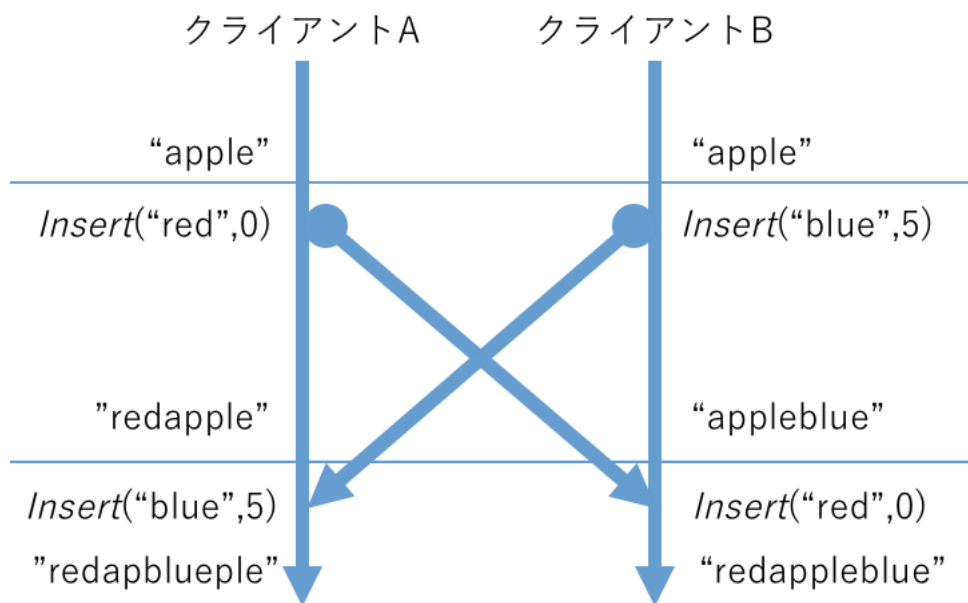 クライアントA クライアントB
“apple” “apple”
Insert(“red”,0) Insert(“blue”,5)
”redapple” “appleblue”
Insert(“blue”,5) Insert(“red”,0)
”redapblueple” “redappleblue”